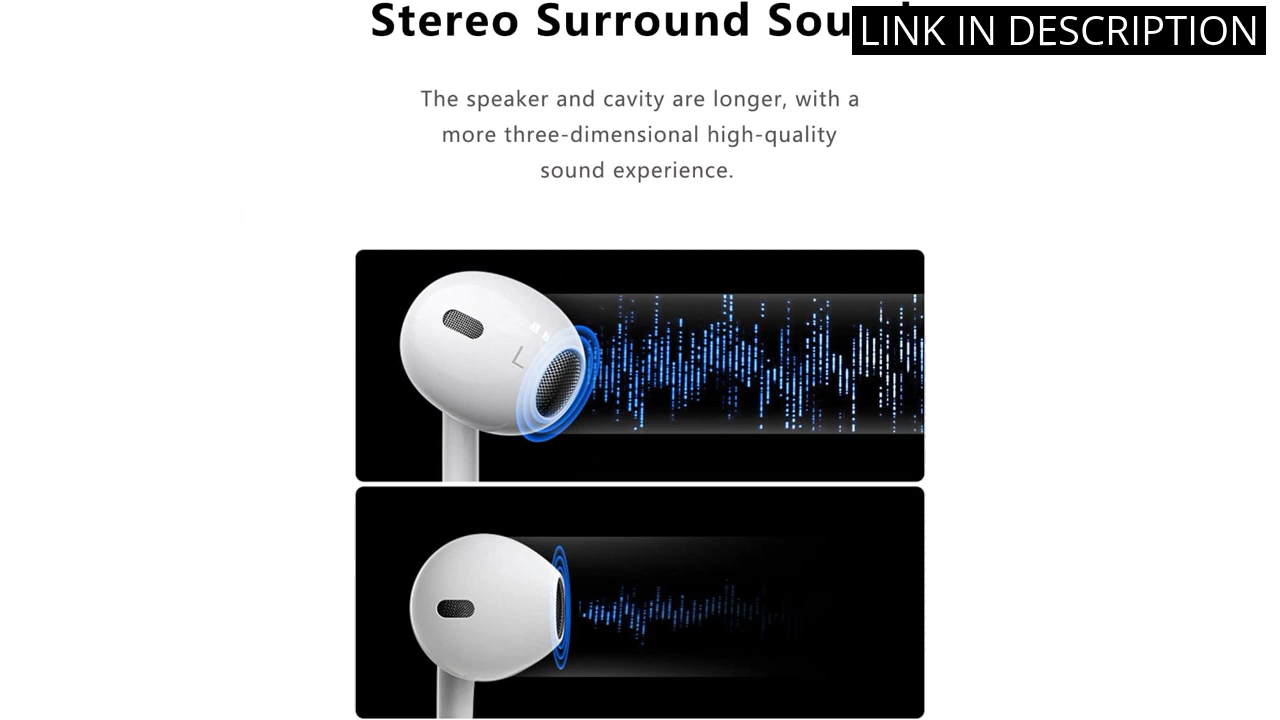 Stereo Surround Sou
LINK IN DESCRIPTION
The speaker and cavity are longer, with a
more three-dimensional high-quality
sound experience.
L